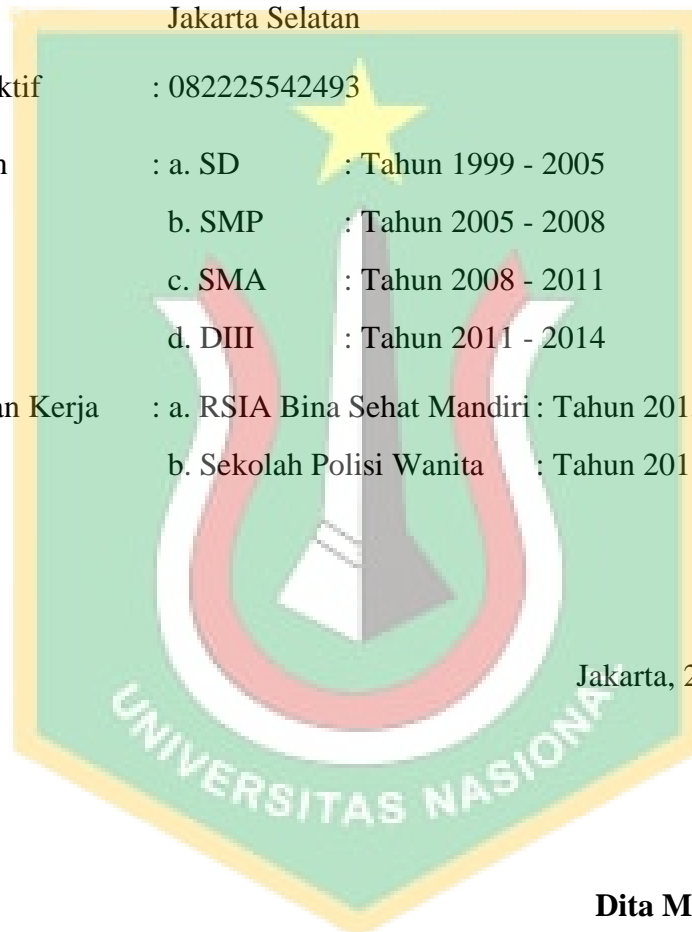 Jakarta Selatan
ktif : 082225542493
n : a. SD : Tahun 1999 - 2005
b. SMP : Tahun 2005 - 2008
c. SMA : Tahun 2008 - 2011
d. DIII : Tahun 2011 - 2014
an Kerja : a. RSIA Bina Sehat Mandiri : Tahun 201
b. Sekolah Polisi Wanita : Tahun 201
Jakarta, 2
UNIVERSITAS NASIONAL
Dita M